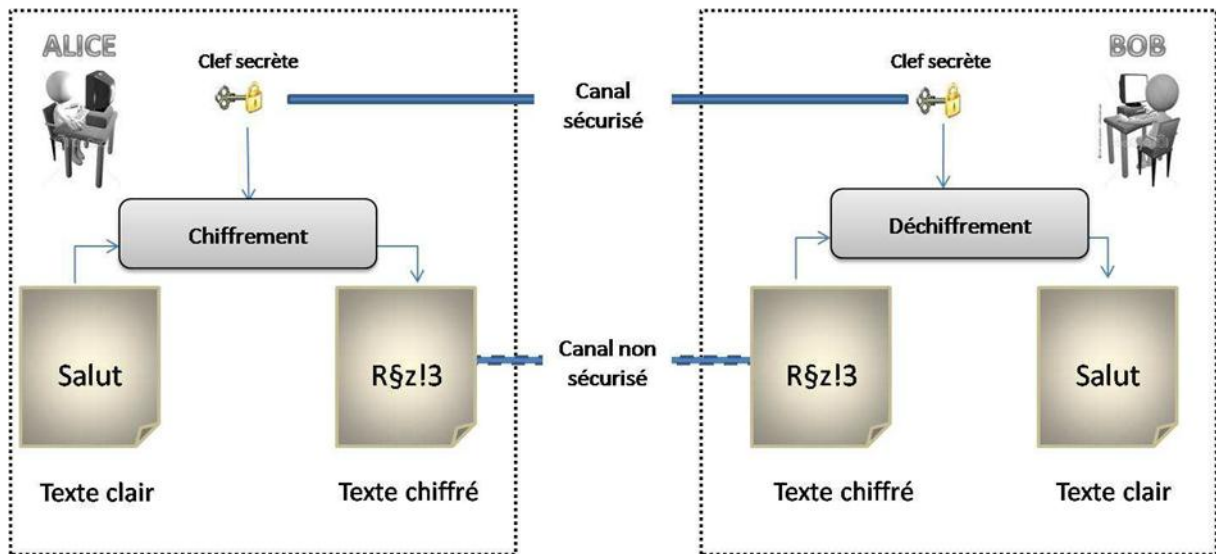 ALICE
Clef secrète
Chiffrement
Salut
R§z!3
Texte clair
Texte chiffré
Canal
sécurisé
Canal non
sécurisé
BOB
Clef secrète
Déchiffrement
R§z!3
Salut
Texte chiffré
Texte clair